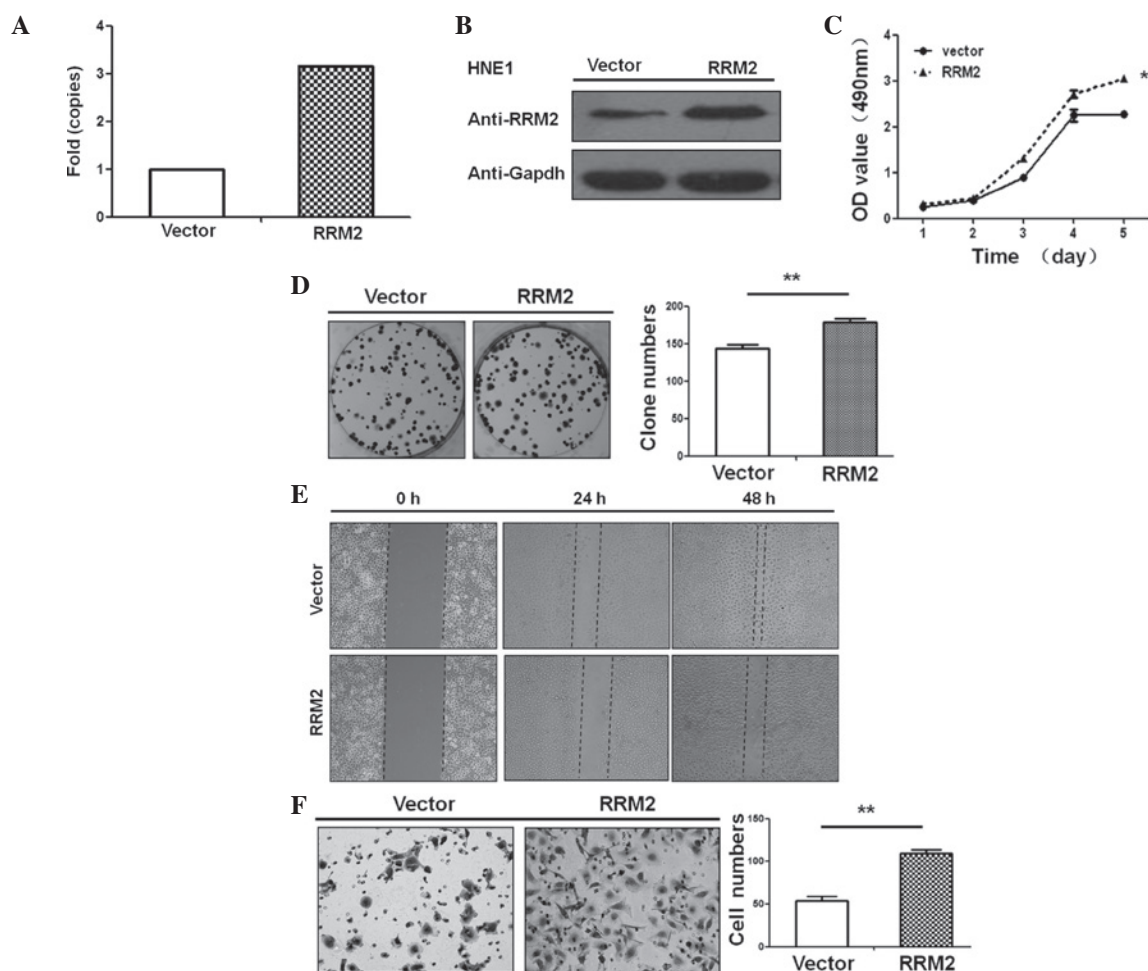 A
Fold (copies)
4
3
2
1
0
Vector
RRM2
B
HNE1
Vector
RRM2
Anti-RRM2
Anti-Gapdh
C
OD value（490nm）
4
3
2
1
0
vector
RRM2
*
1
2
3
4
5
Time （day）
D
Vector
RRM2
Clone numbers
200
150
100
50
0
**
Vector
RRM2
E
0 h
24 h
48 h
Vector
RRM2
F
Vector
RRM2
Cell numbers
150
100
50
0
**
Vector
RRM2